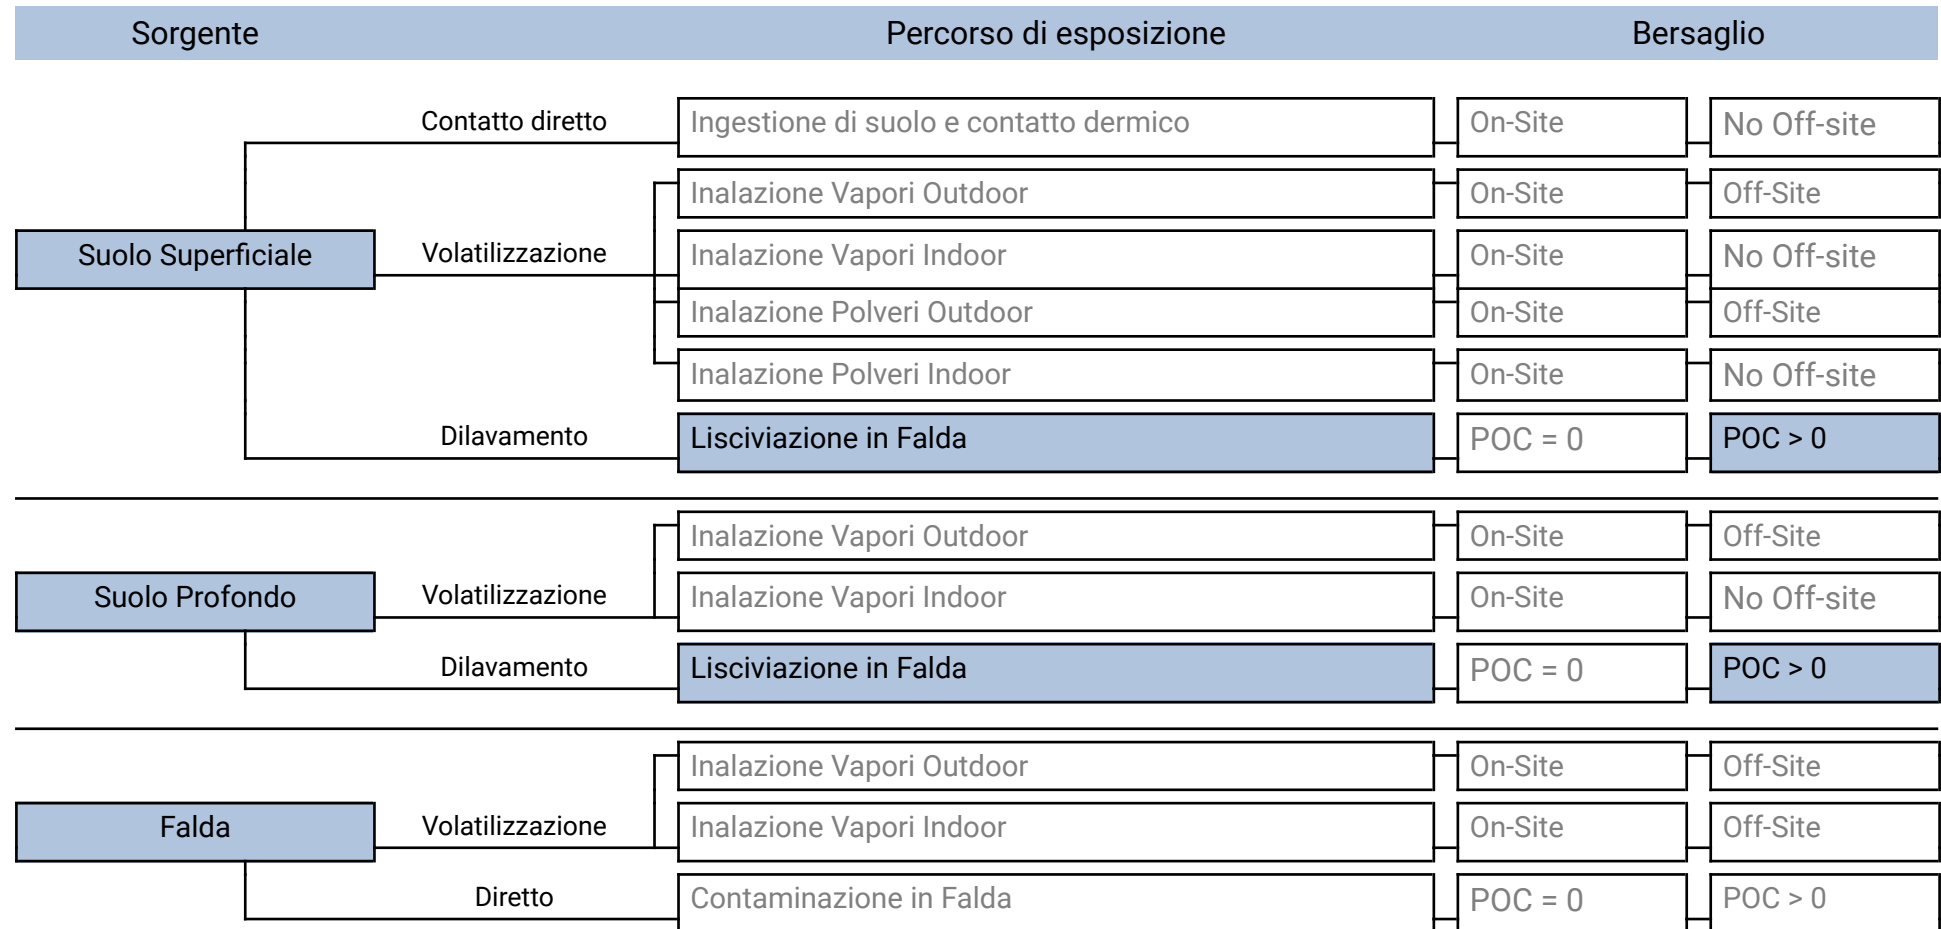 Sorgente Percorso di esposizione Bersaglio
Contatto diretto Ingestione di suolo e contatto dermico On-Site No Off-site
Inalazione Vapori Outdoor On-Site Off-Site
Suolo Superficiale Volatilizzazione Inalazione Vapori Indoor On-Site No Off-site
Inalazione Polveri Outdoor On-Site Off-Site
Inalazione Polveri Indoor On-Site No Off-site
Dilavamento Lisciviazione in Falda POC = 0 POC > 0
Inalazione Vapori Outdoor On-Site Off-Site
Suolo Profondo Volatilizzazione Inalazione Vapori Indoor On-Site No Off-site
Dilavamento Lisciviazione in Falda POC = 0 POC > 0
Inalazione Vapori Outdoor On-Site Off-Site
Falda Volatilizzazione Inalazione Vapori Indoor On-Site Off-Site
Diretto Contaminazione in Falda POC = 0 POC > 0